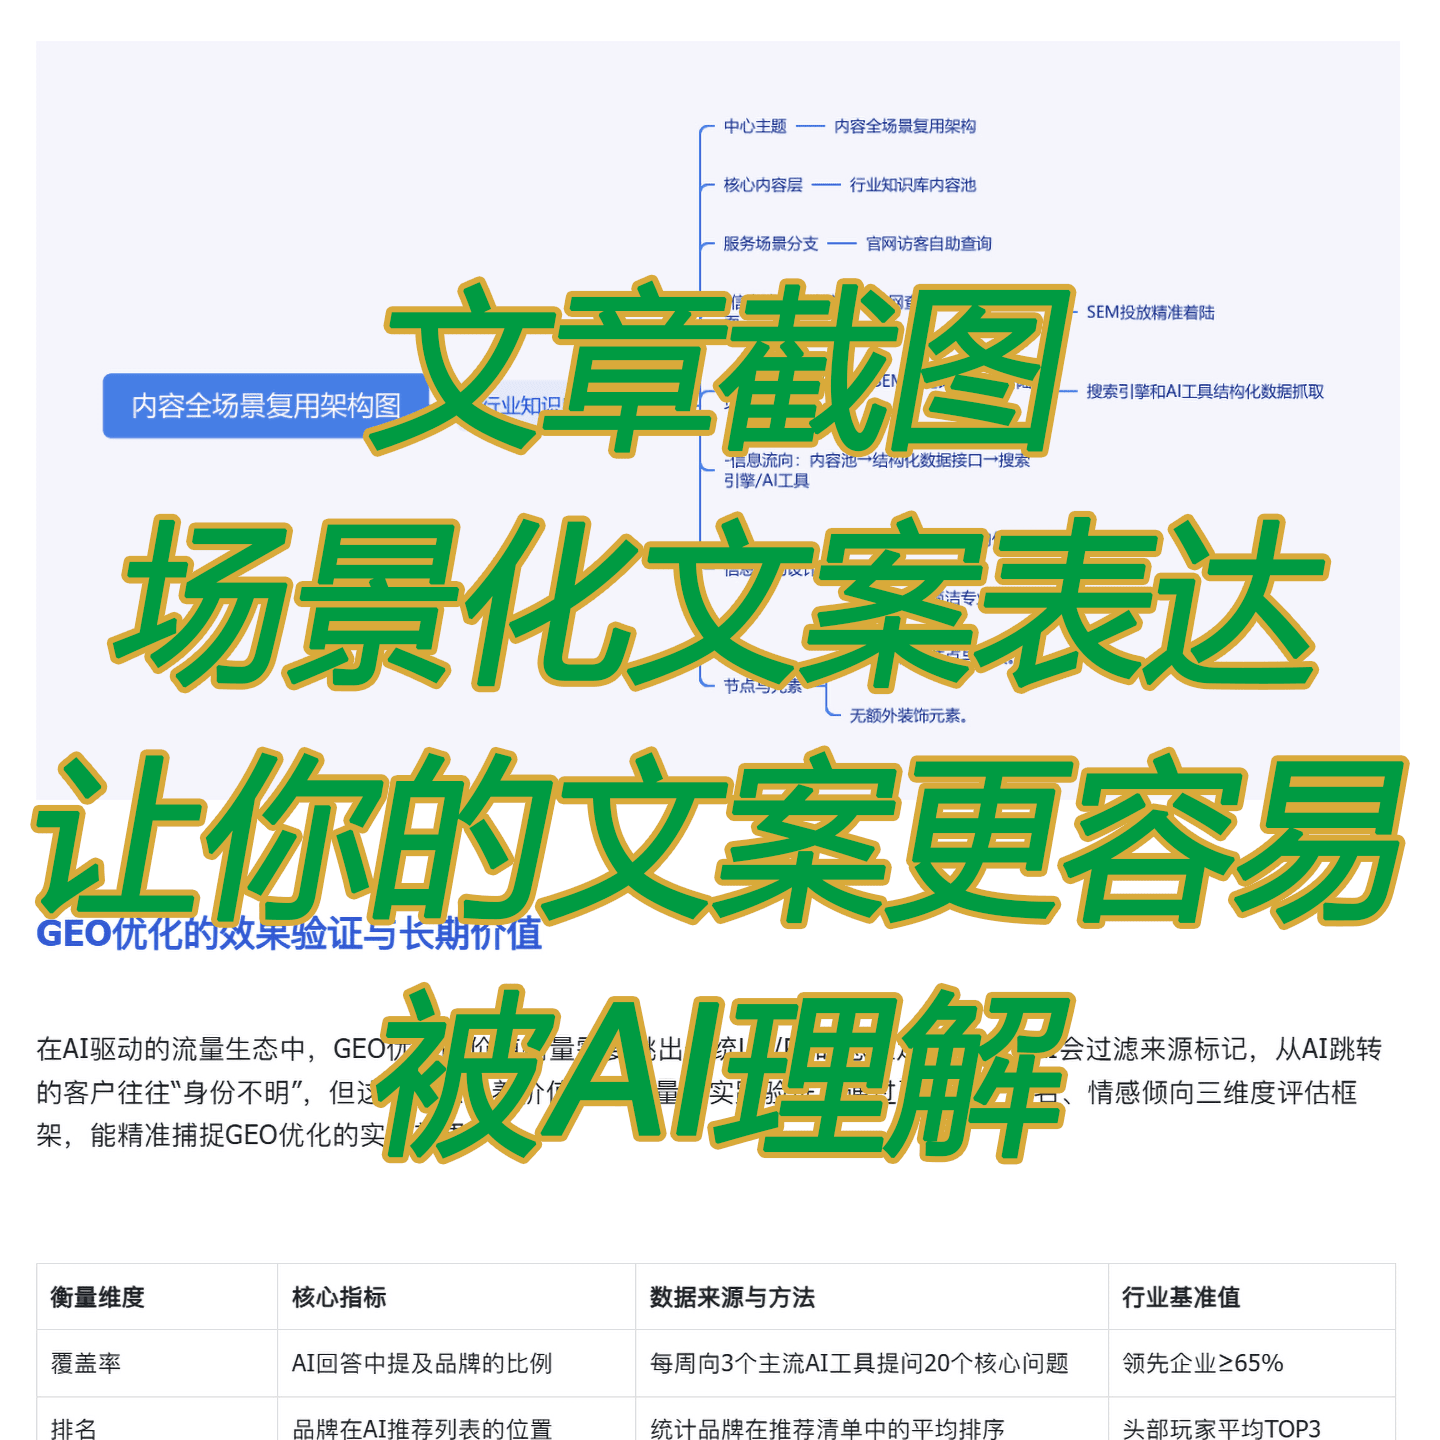 中心主题
内容全场景复用架构
核心内容层
行业知识库内容池
服务场景分支
官网访客自助查询
SEM投放精准着陆
文章截图
内容全场景复用架构图
行业知识
搜索引擎和AI工具结构化数据抓取
-信息流向：内容池→结构化数据接口→搜索
引擎/AI工具
场景化文案表达
节点与元素
无额外装饰元素。
让你的文案更容易
GEO优化的效果验证与长期价值
被AI理解
在AI驱动的流量生态中，GEO优 会过滤来源标记，从AI跳转
的客户往往“身份不明”，但这 、情感倾向三维度评估框
架，能精准捕捉GEO优化的实
衡量维度 核心指标 数据来源与方法 行业基准值
覆盖率 AI回答中提及品牌的比例 每周向3个主流AI工具提问20个核心问题 领先企业≥65%
排名 品牌在AI推荐列表的位置 统计品牌在推荐清单中的平均排序 头部玩家平均TOP3